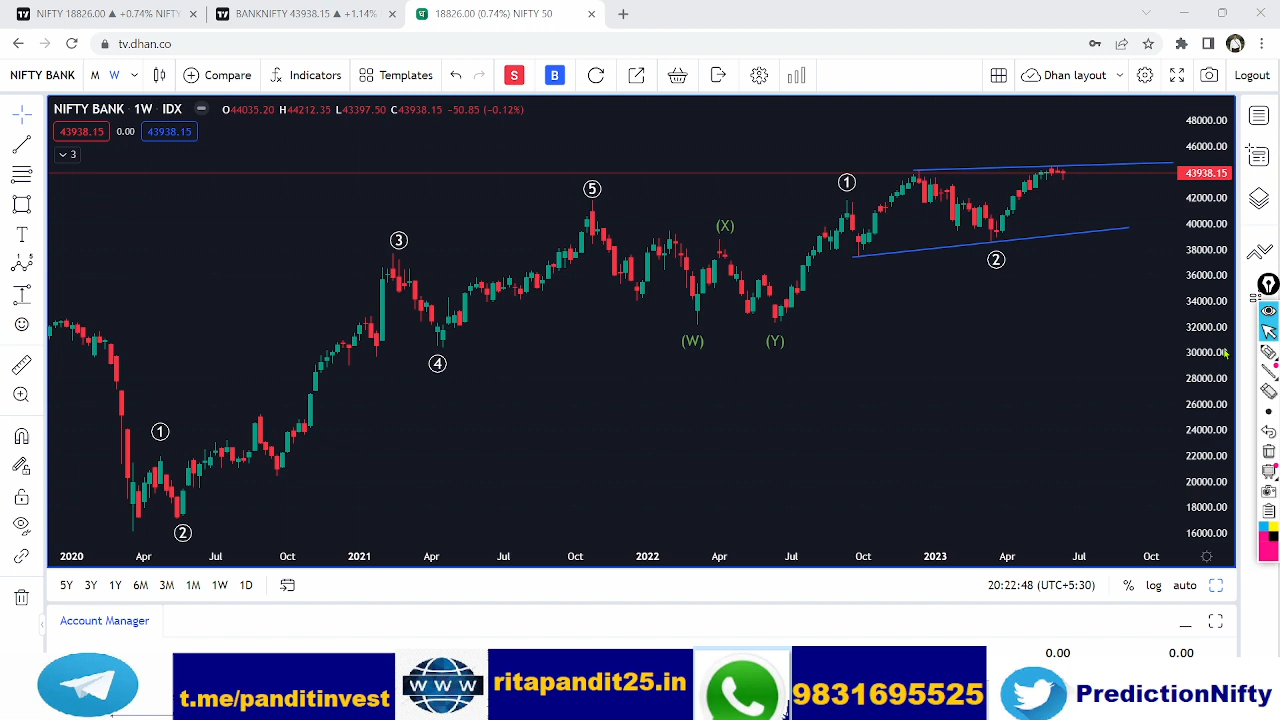 NIFTY 18826.00 ▲ +0.74% NIFTY
BANKNIFTY 43938.15 ▲ +1.14%
18826.00 (0.74%) NIFTY 50
tv.dhan.co
NIFTY BANK
M W
Compare
Indicators
Templates
S
B
Dhan layout
Logout
NIFTY BANK · 1W · IDX
O44035.20 H44212.35 L43397.50 C43938.15 -50.85 (-0.12%)
43938.15 0.00 43938.15
3
48000.00
46000.00
43938.15
42000.00
40000.00
38000.00
36000.00
34000.00
32000.00
30000.00
28000.00
26000.00
24000.00
22000.00
20000.00
18000.00
16000.00
1
2
3
4
5
(W)
(X)
(Y)
1
2
2020 Apr Jul Oct 2021 Apr Jul Oct 2022 Apr Jul Oct 2023 Apr Jul Oct
5Y 3Y 1Y 6M 3M 1M 1W 1D
20:22:48 (UTC+5:30)
% log auto
Account Manager
0.00 0.00
t.me/panditinvest
WWW
ritapandit25.in
9831695525
PredictionNifty